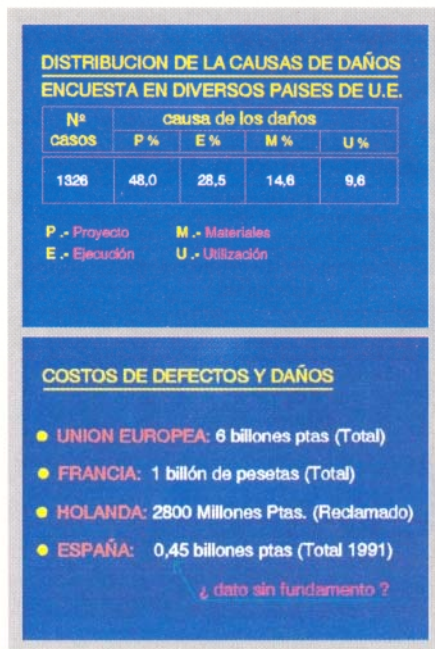 DISTRIBUCION DE LA CAUSAS DE DAÑOS
ENCUESTA EN DIVERSOS PAISES DE U.E.
Nº casos causa de los daños
P % E % M % U %
1326 48,0 28,5 14,6 9,6
P .- Proyecto M .- Materiales
E .- Ejecución U .- Utilización
COSTOS DE DEFECTOS Y DAÑOS
● UNION EUROPEA: 6 billones ptas (Total)
● FRANCIA: 1 billón de pesetas (Total)
● HOLANDA: 2800 Millones Ptas. (Reclamado)
● ESPAÑA: 0,45 billones ptas (Total 1991)
¿ dato sin fundamento ?